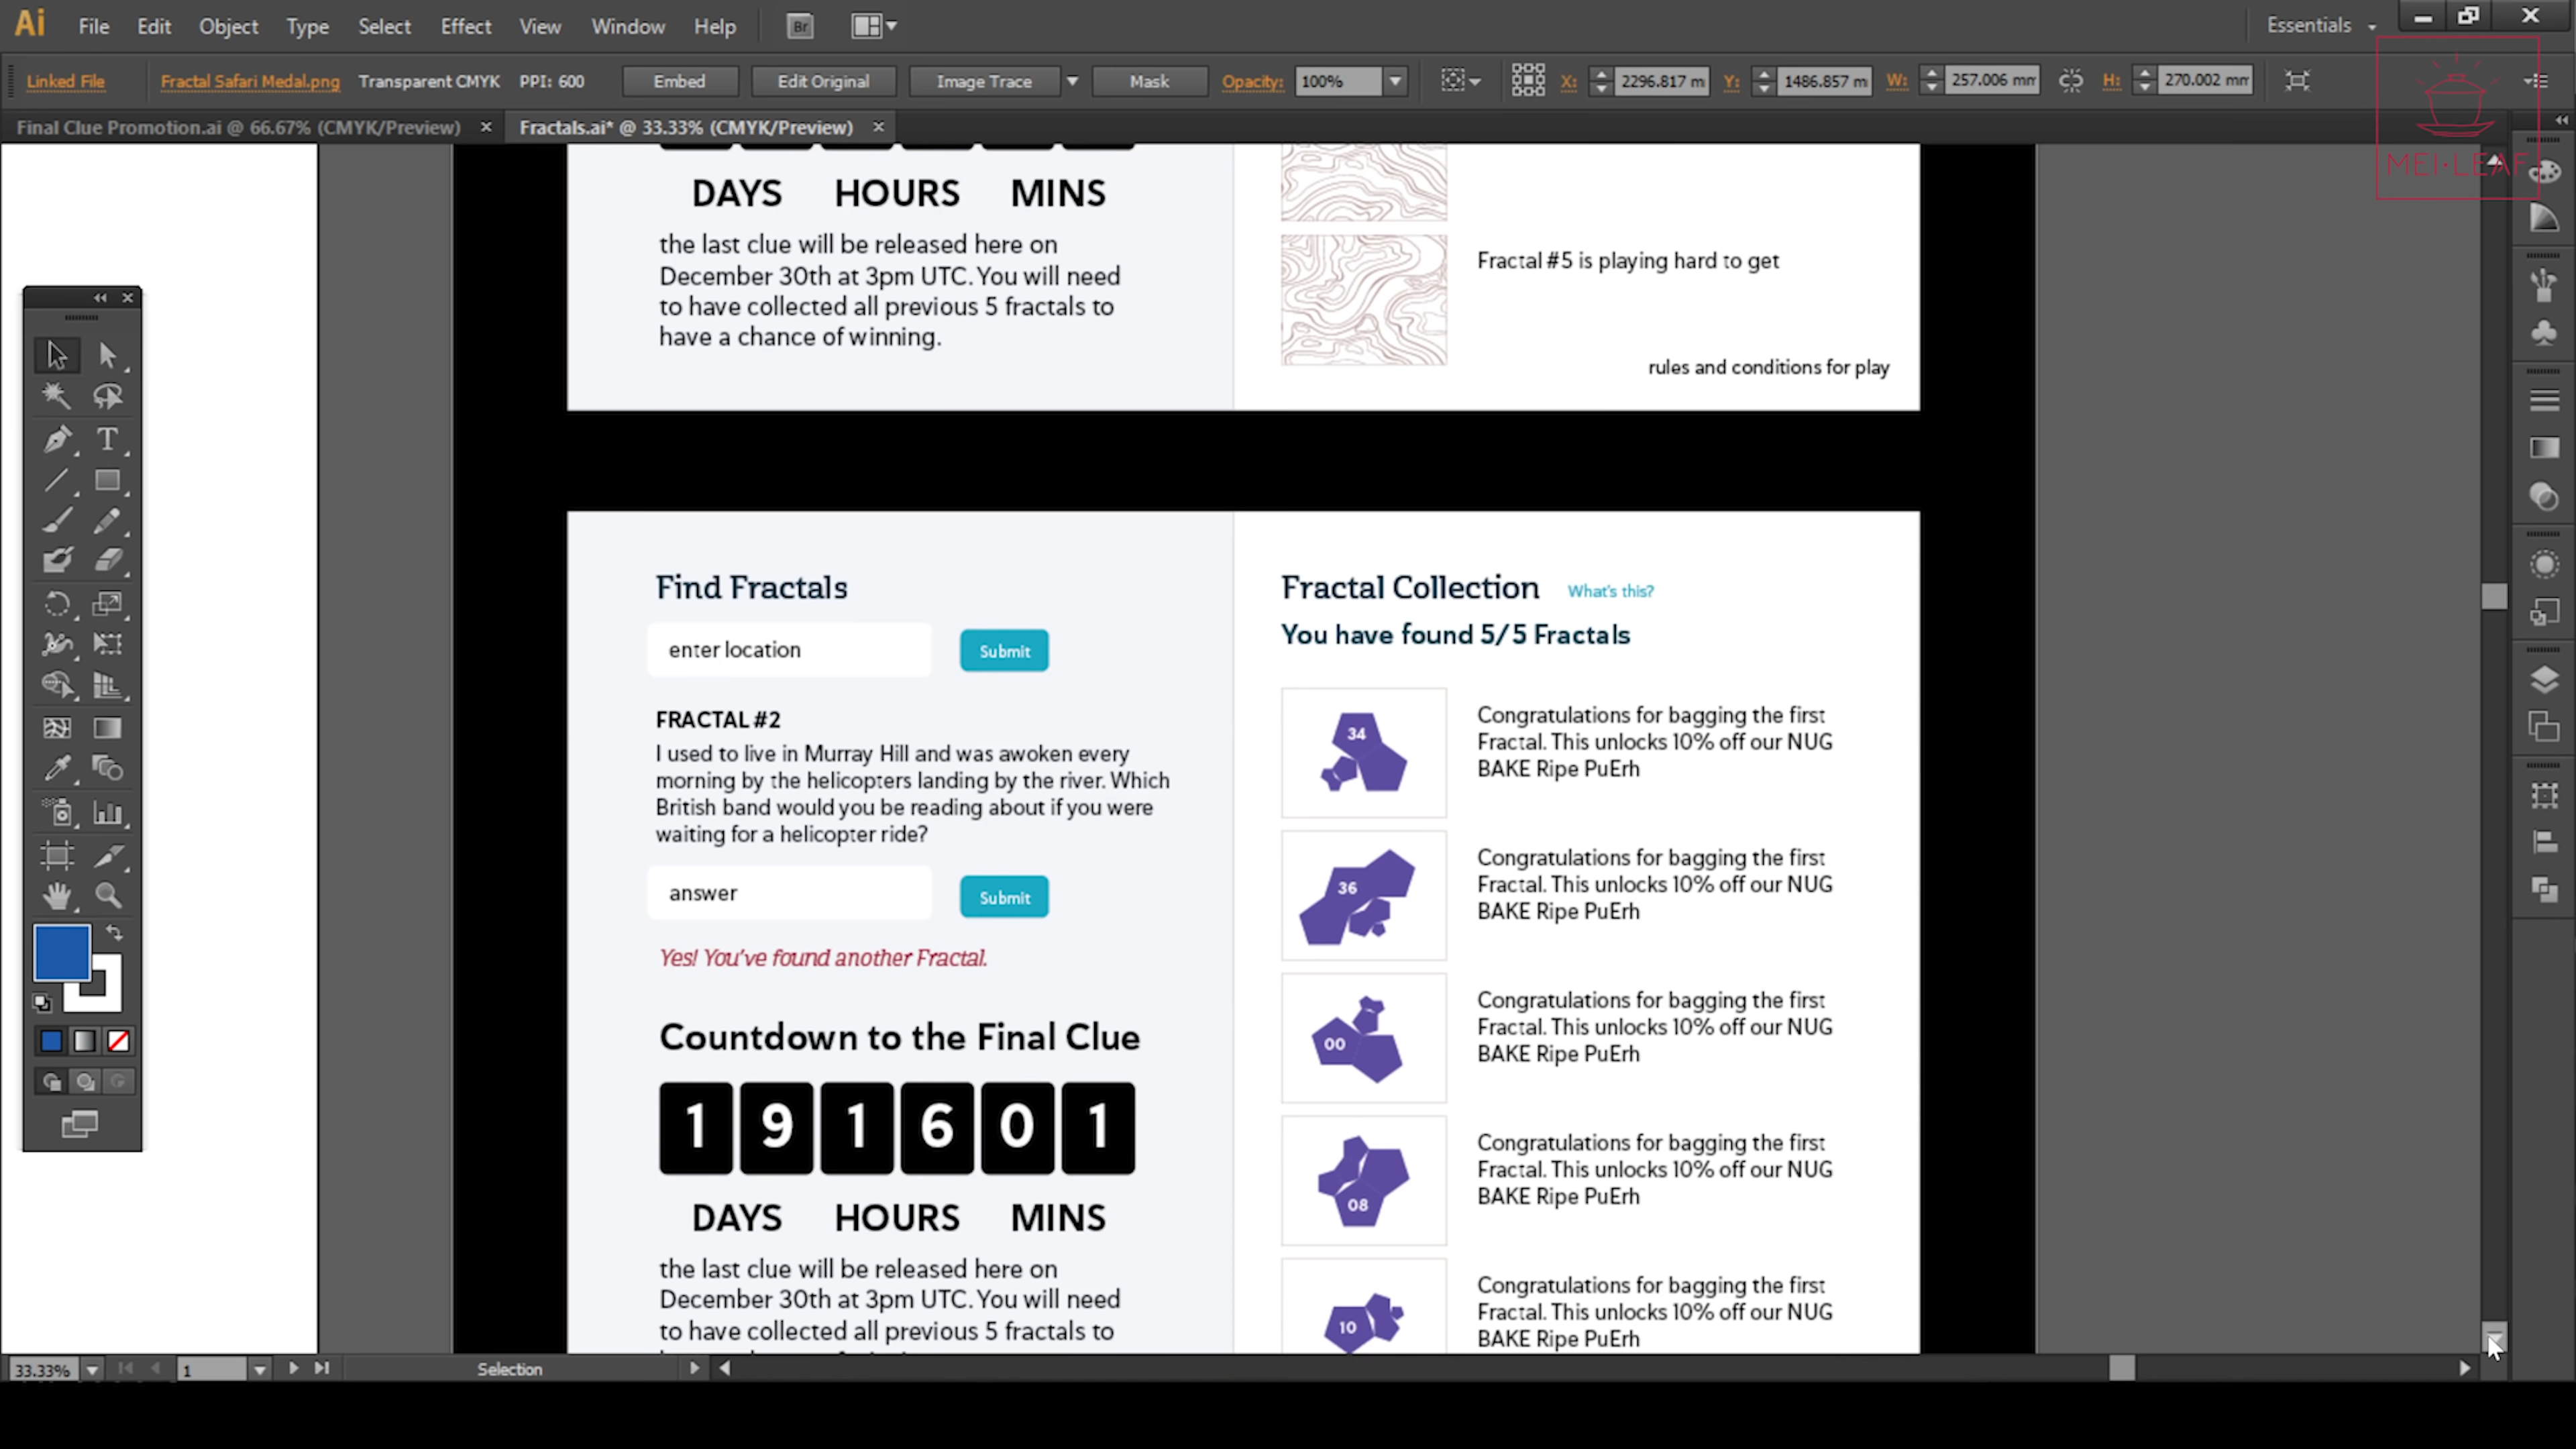 Ai File Edit Object Type Select Effect View Window Help Br Essentials
Linked File Fractal Safari Medal.png Transparent CMYK PPI: 600 Embed Edit Original Image Trace Mask Opacity: 100% X: 2296.817 m Y: 1486.857 m W: 257.006 mm H: 270.002 mm
MEI·LEAF
Final Clue Promotion.ai @ 66.67% (CMYK/Preview) Fractals.ai* @ 33.33% (CMYK/Preview)
DAYS HOURS MINS
the last clue will be released here on
December 30th at 3pm UTC. You will need
to have collected all previous 5 fractals to
have a chance of winning.
Fractal #5 is playing hard to get
rules and conditions for play
Find Fractals
enter location Submit
FRACTAL #2
I used to live in Murray Hill and was awoken every
morning by the helicopters landing by the river. Which
British band would you be reading about if you were
waiting for a helicopter ride?
answer Submit
Yes! You've found another Fractal.
Countdown to the Final Clue
1 9 1 6 0 1
DAYS HOURS MINS
the last clue will be released here on
December 30th at 3pm UTC. You will need
to have collected all previous 5 fractals to
Fractal Collection What's this?
You have found 5/5 Fractals
34
Congratulations for bagging the first
Fractal. This unlocks 10% off our NUG
BAKE Ripe PuErh
36
Congratulations for bagging the first
Fractal. This unlocks 10% off our NUG
BAKE Ripe PuErh
00
Congratulations for bagging the first
Fractal. This unlocks 10% off our NUG
BAKE Ripe PuErh
08
Congratulations for bagging the first
Fractal. This unlocks 10% off our NUG
BAKE Ripe PuErh
10
Congratulations for bagging the first
Fractal. This unlocks 10% off our NUG
BAKE Ripe PuErh
33.33% 1 Selection